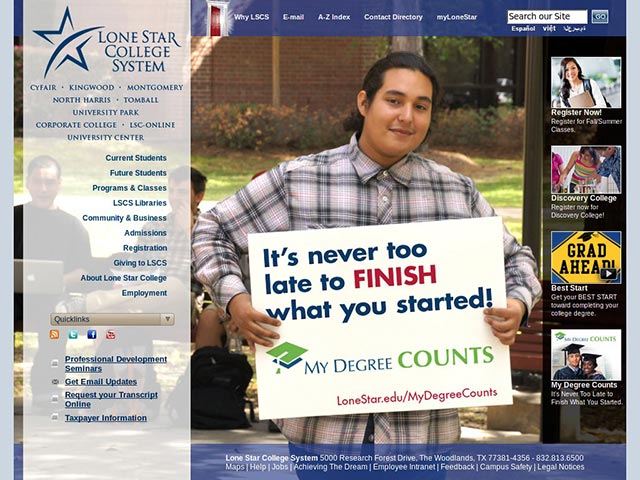 Why LSCS
E-mail
A-Z Index
Contact Directory
myLoneStar
Search our Site
GO
Español
việt
LONE STAR
COLLEGE
SYSTEM
CYFAIR • KINGWOOD • MONTGOMERY
NORTH HARRIS • TOMBALL
UNIVERSITY PARK
CORPORATE COLLEGE • LSC-ONLINE
UNIVERSITY CENTER
Current Students
Future Students
Programs & Classes
LSCS Libraries
Community & Business
Admissions
Registration
Giving to LSCS
About Lone Star College
Employment
Quicklinks
Professional Development
Seminars
Get Email Updates
Request your Transcript
Online
Taxpayer Information
It's never too
late to FINISH
what you started!
MY DEGREE COUNTS
LoneStar.edu/MyDegreeCounts
Register Now!
Register for Fall/Summer
Classes.
Discovery College
Register now for
Discovery College!
GRAD
AHEAD!
Best Start
Get your BEST START
toward completing your
college degree.
MY DEGREE COUNTS
My Degree Counts
It's Never Too Late to
Finish What You Started.
Lone Star College System 5000 Research Forest Drive, The Woodlands, TX 77381-4356 - 832.813.6500
Maps | Help | Jobs | Achieving The Dream | Employee Intranet | Feedback | Campus Safety | Legal Notices